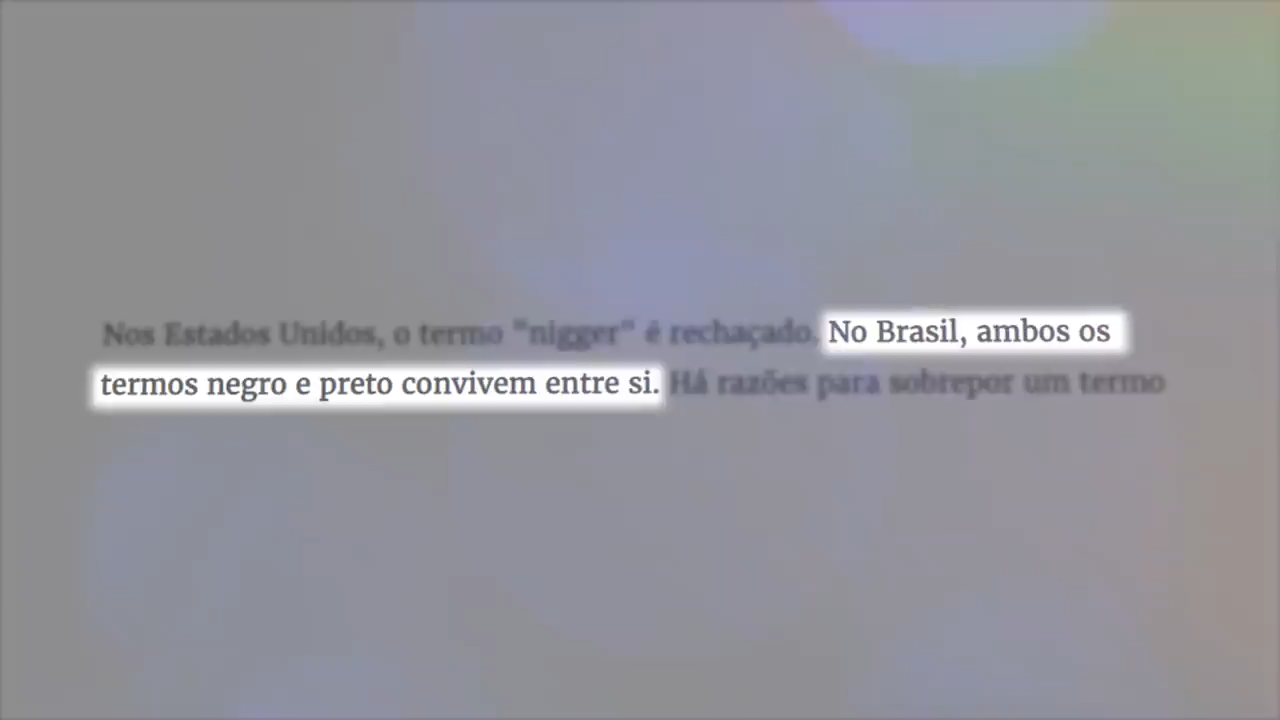 Nos Estados Unidos, o termo "nigger" é rechaçado. No Brasil, ambos os
termos negro e preto convivem entre si. Há razões para sobrepor um termo